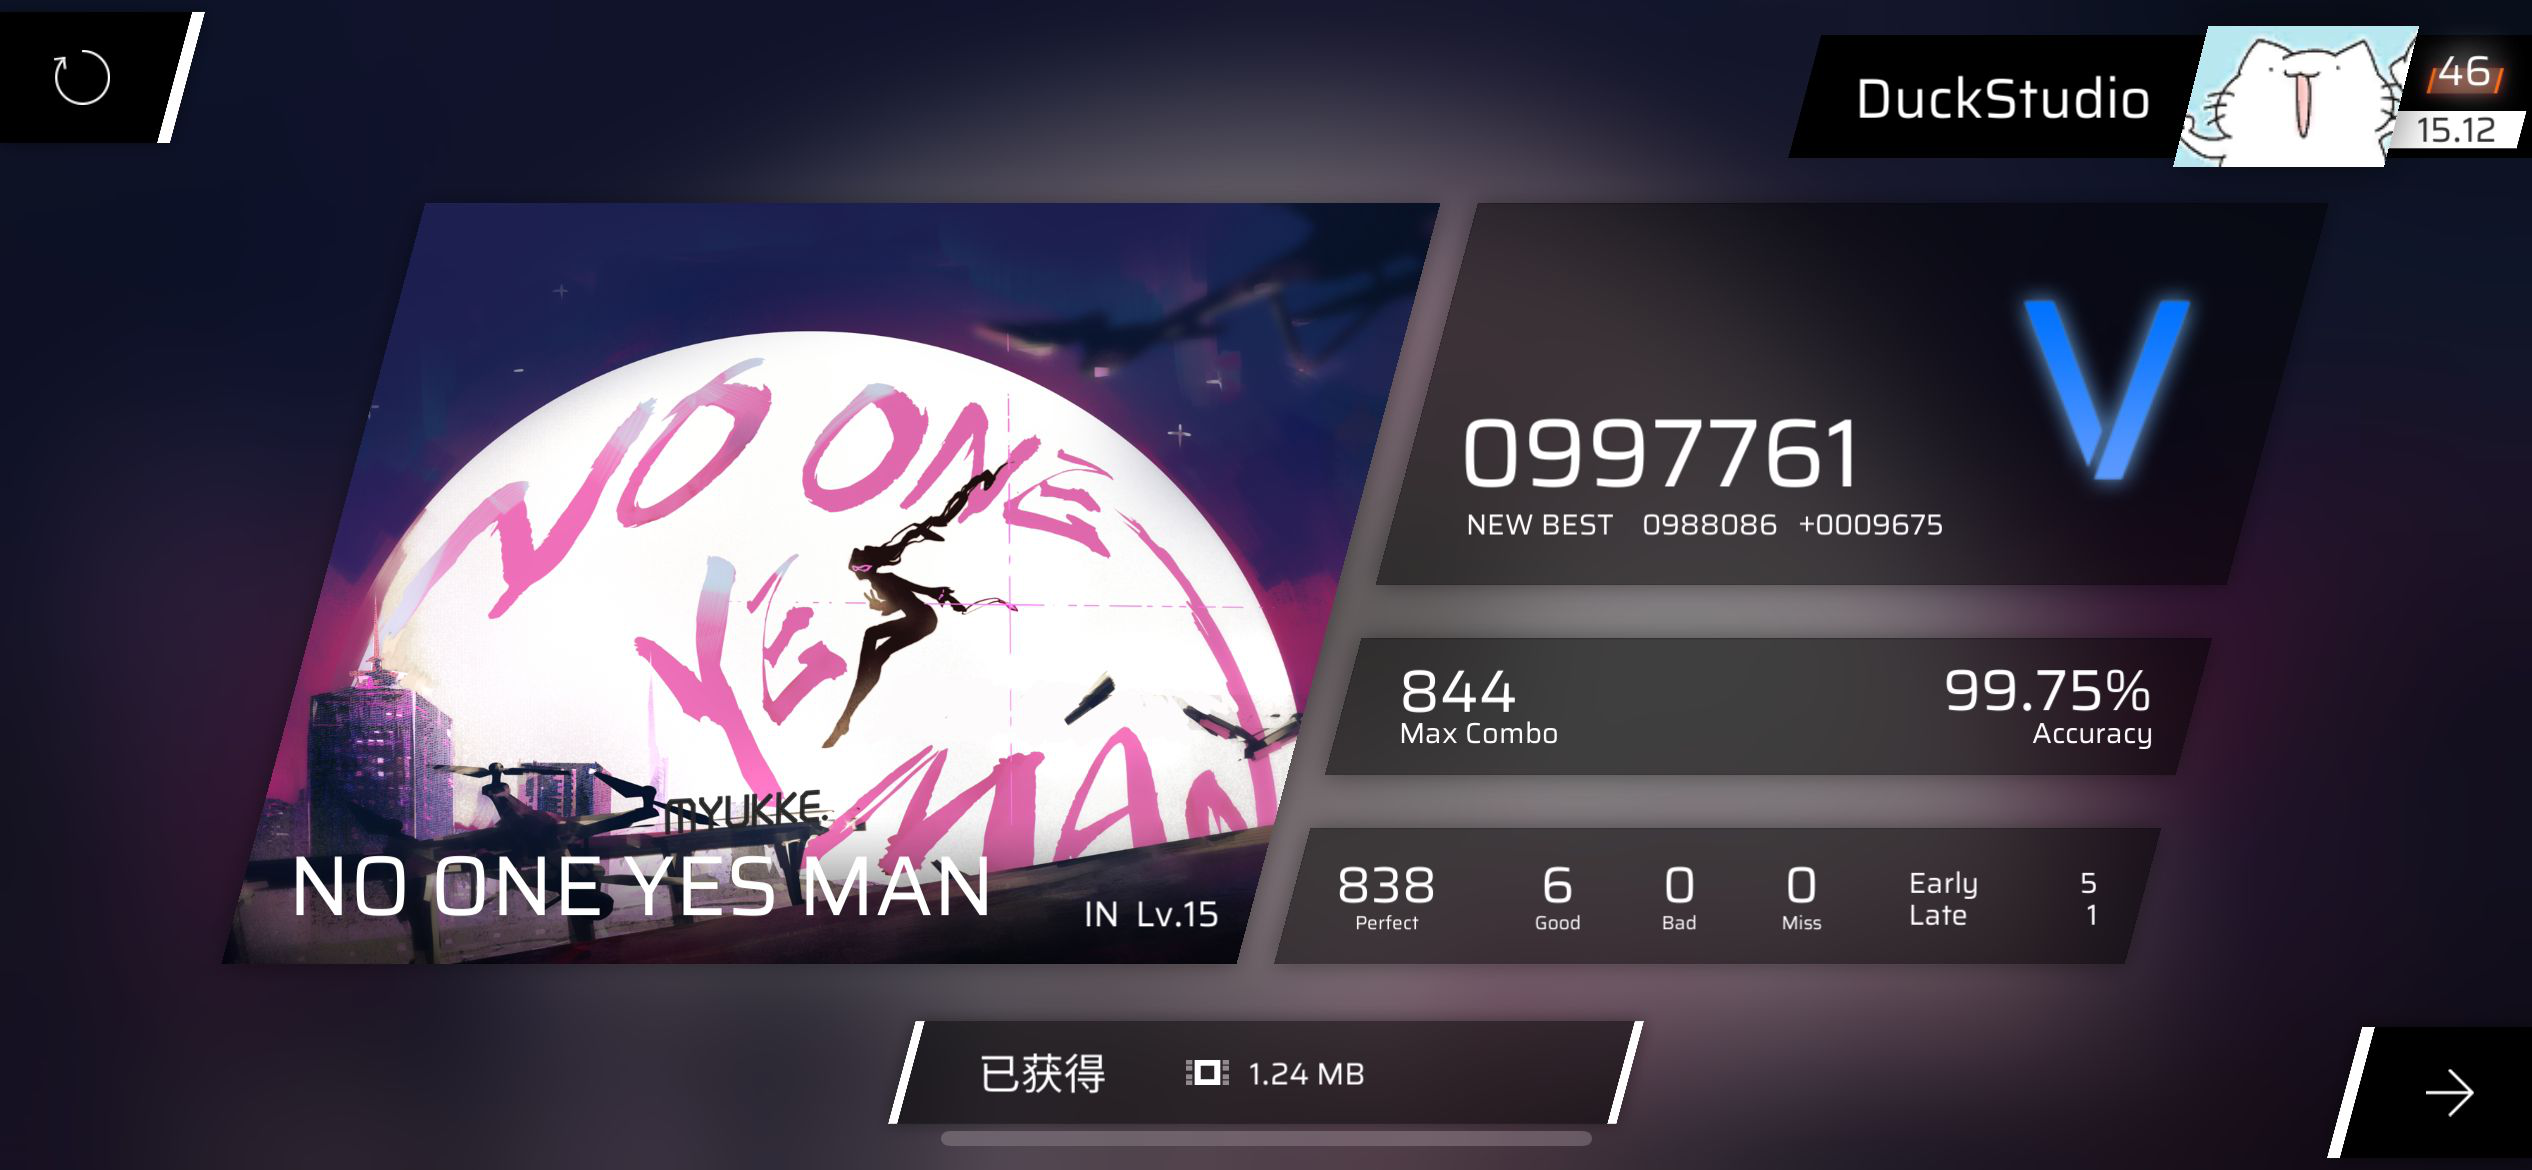 DuckStudio
46
15.12
NO ONE
YES
MAN
MYUKKE.
NO ONE YES MAN
IN Lv.15
0997761
V
NEW BEST 0988086 +0009675
844
Max Combo
99.75%
Accuracy
838
Perfect
6
Good
0
Bad
0
Miss
Early 5
Late 1
已获得 1.24 MB